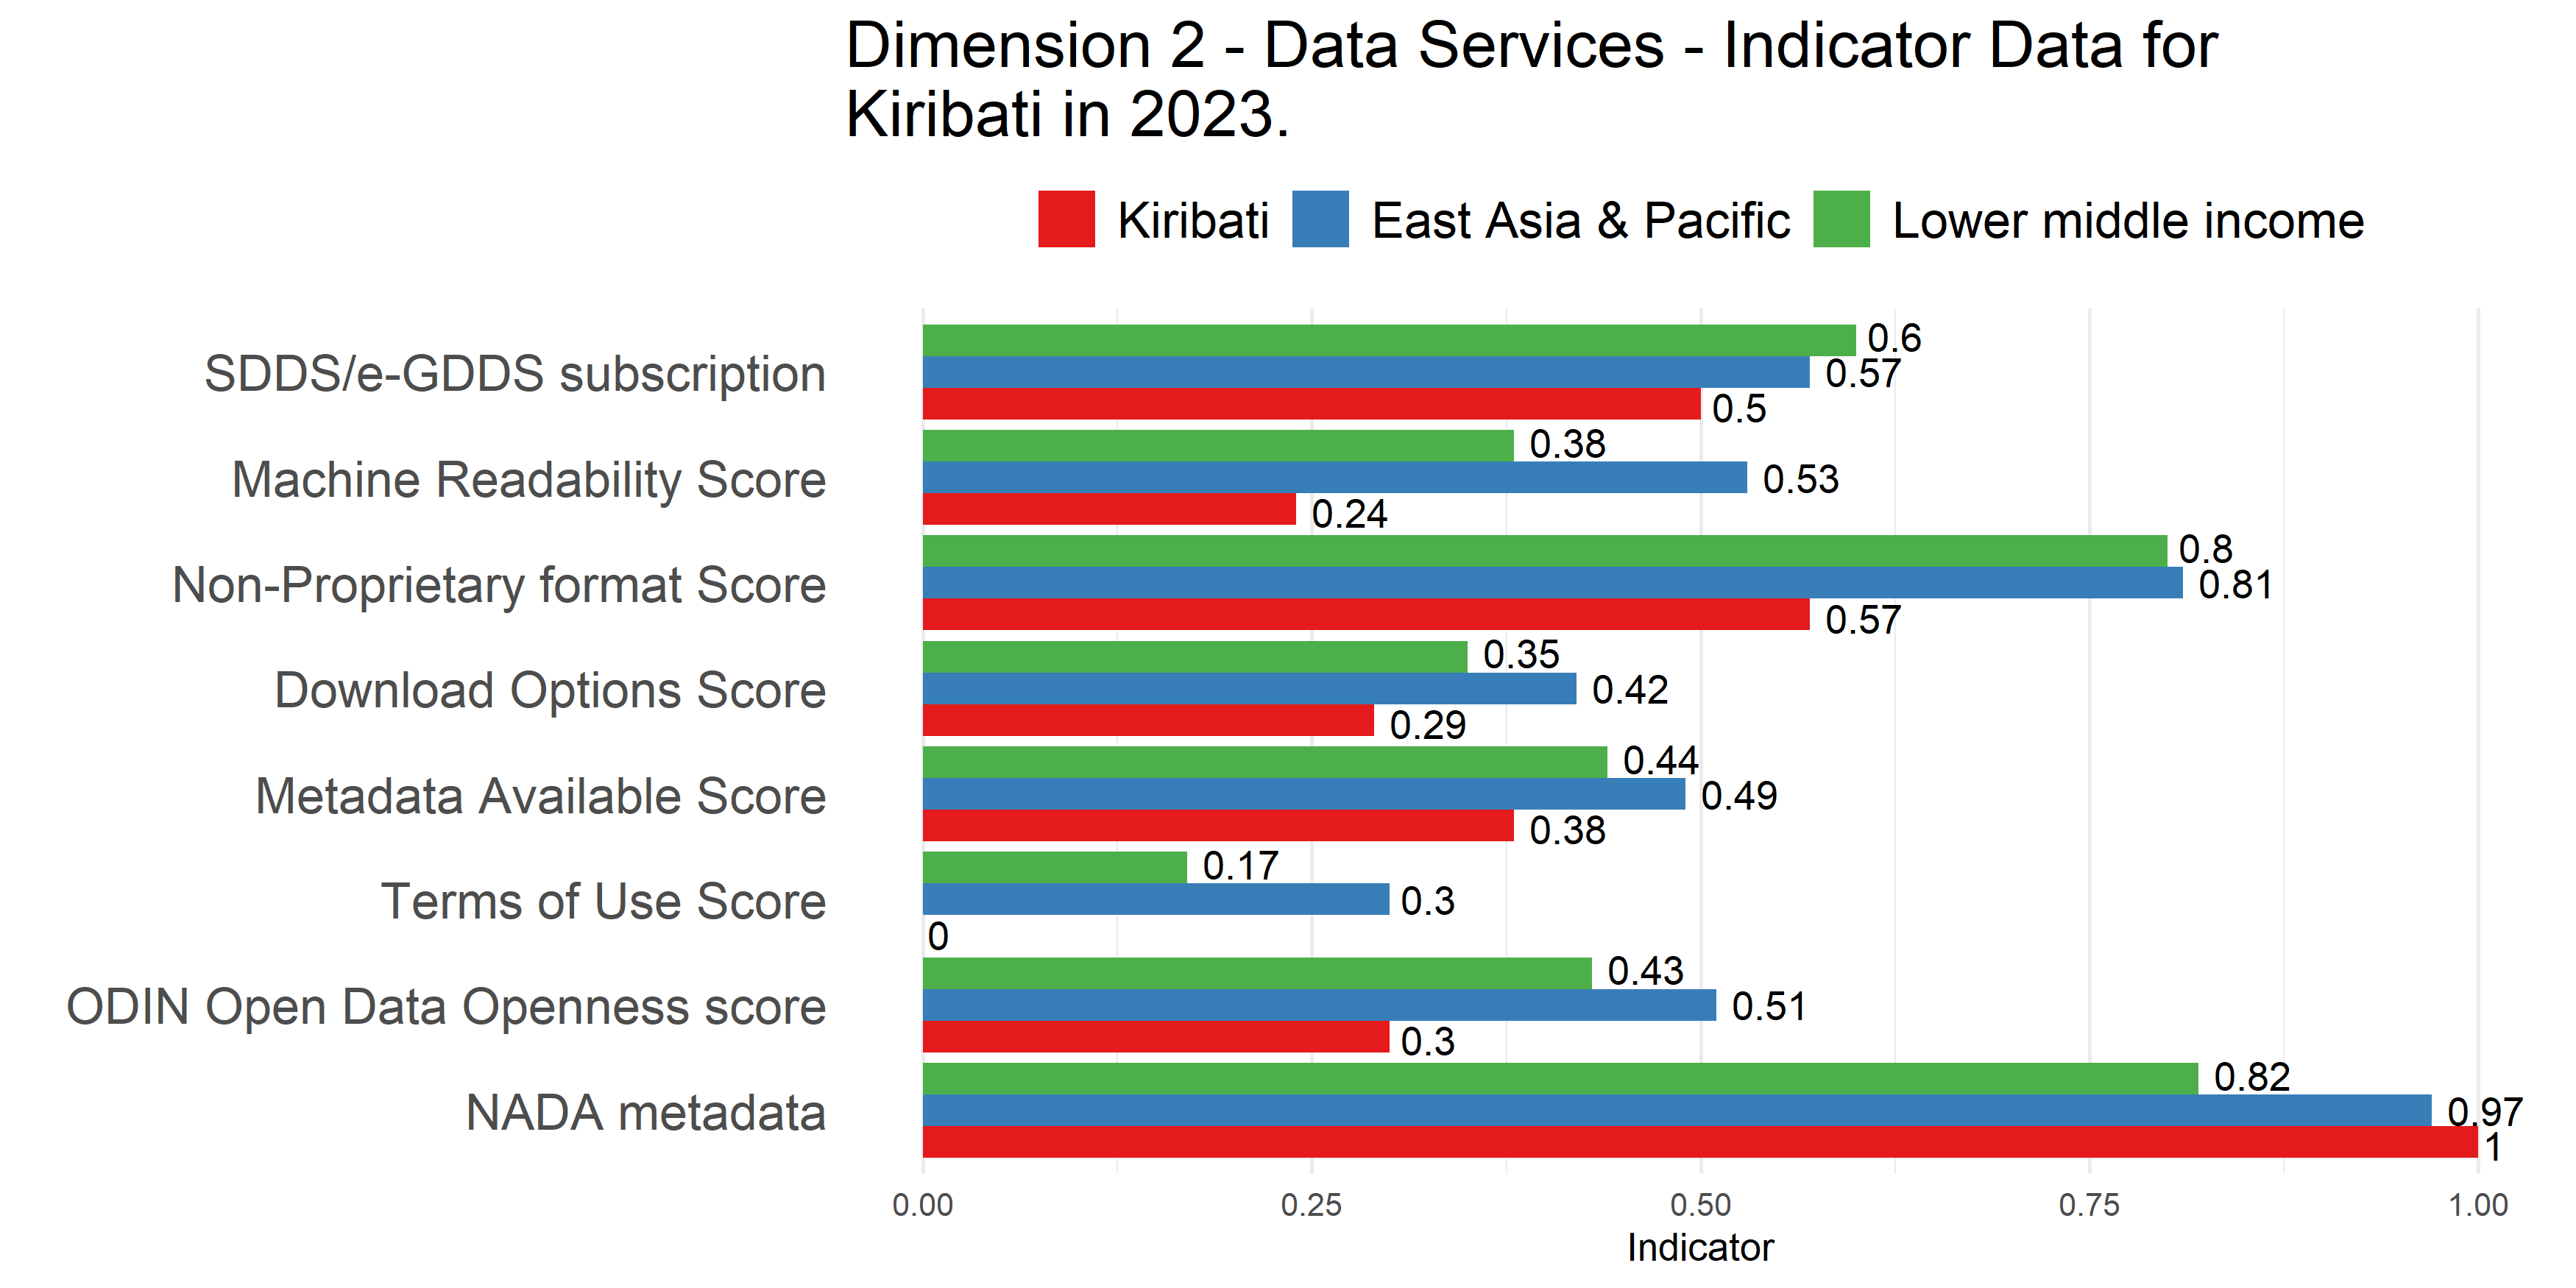 Dimension 2 - Data Services - Indicator Data for
Kiribati in 2023.
Kiribati East Asia & Pacific Lower middle income
SDDS/e-GDDS subscription
0.6
0.57
0.5
Machine Readability Score
0.38
0.53
0.24
Non-Proprietary format Score
0.8
0.81
0.57
Download Options Score
0.35
0.42
0.29
Metadata Available Score
0.44
0.49
0.38
Terms of Use Score
0.17
0.3
0
ODIN Open Data Openness score
0.43
0.51
0.3
NADA metadata
0.82
0.97
1
0.00 0.25 0.50 0.75 1.00
Indicator